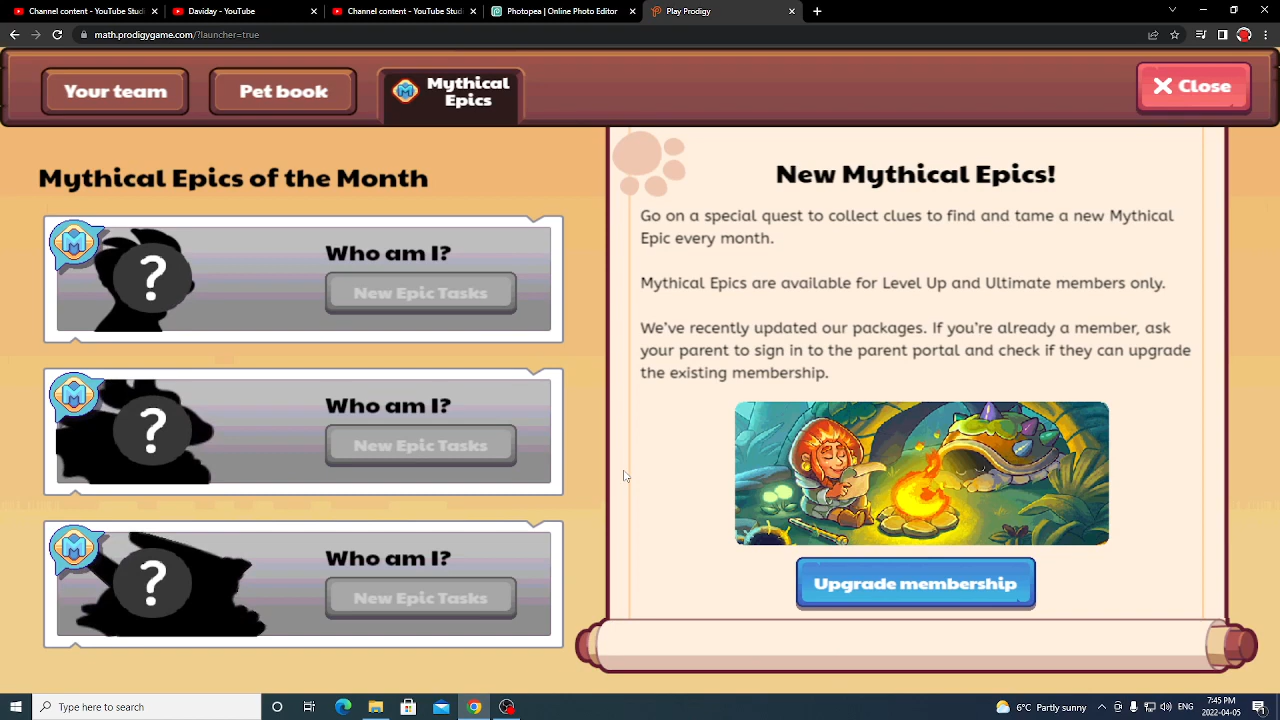 Channel content - YouTube Studio
Daviday - YouTube
Channel content - YouTube Studio
Photopea | Online Photo Editor
Play Prodigy
math.prodigygame.com/?launcher=true
Your team
Pet book
Mythical
Epics
Close
Mythical Epics of the Month
Who am I?
New Epic Tasks
?
Who am I?
New Epic Tasks
?
Who am I?
New Epic Tasks
?
New Mythical Epics!
Go on a special quest to collect clues to find and tame a new Mythical
Epic every month.
Mythical Epics are available for Level Up and Ultimate members only.
We've recently updated our packages. If you're already a member, ask
your parent to sign in to the parent portal and check if they can upgrade
the existing membership.
Upgrade membership
Type here to search
6°C Partly sunny
ENG
7:45 PM
2022-04-05